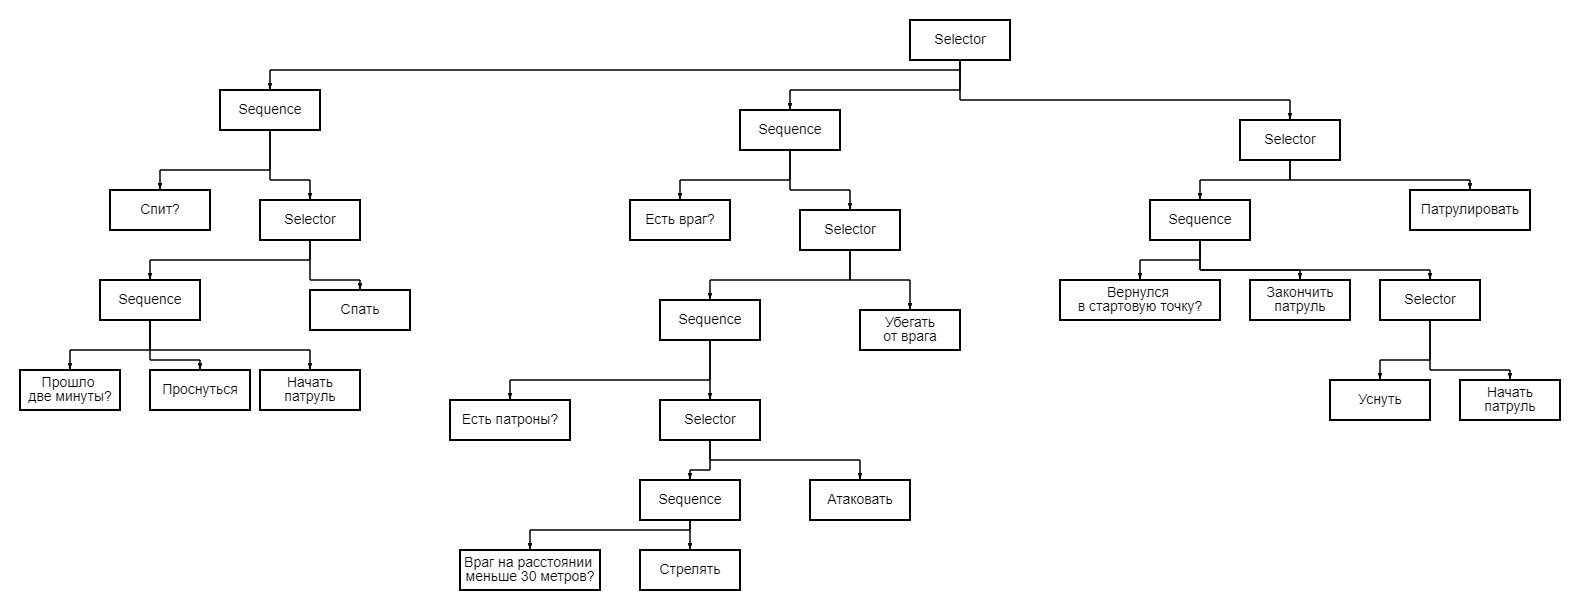 Selector
Sequence
Sequence
Selector
Спит?
Selector
Есть враг?
Selector
Sequence
Патрулировать
Sequence
Спать
Sequence
Убегать
от врага
Вернулся
в стартовую точку?
Закончить
патруль
Selector
Прошло
две минуты?
Проснуться
Начать
патруль
Есть патроны?
Selector
Уснуть
Начать
патруль
Sequence
Атаковать
Враг на расстоянии
меньше 30 метров?
Стрелять